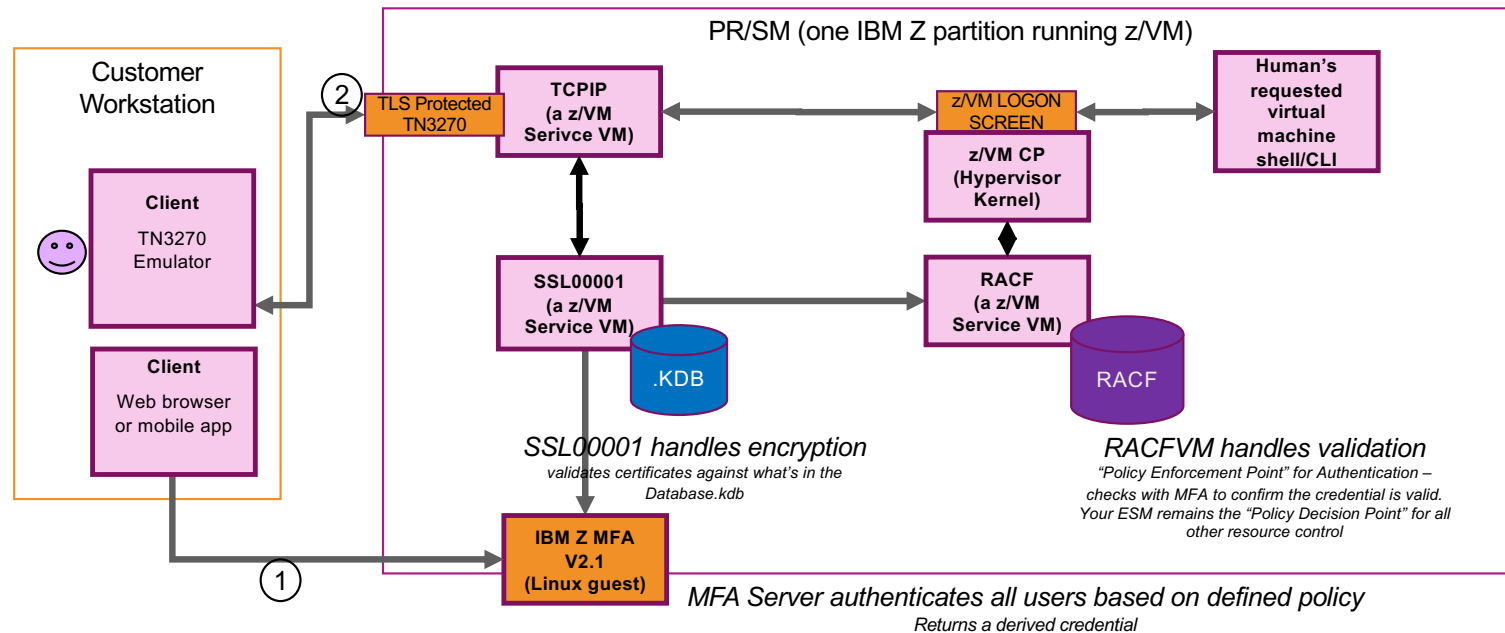 PR/SM (one IBM Z partition running z/VM)
Customer
Workstation
2
TLS Protected
TN3270
TCPIP
(a z/VM
Serivce VM)
z/VM LOGON
SCREEN
z/VM CP
(Hypervisor
Kernel)
Human’s
requested
virtual
machine
shell/CLI
Client
TN3270
Emulator
SSL00001
(a z/VM
Service VM)
.KDB
RACF
(a z/VM
Service VM)
RACF
Client
Web browser
or mobile app
SSL00001 handles encryption
validates certificates against what’s in the
Database.kdb
RACFVM handles validation
“Policy Enforcement Point” for Authentication –
checks with MFA to confirm the credential is valid.
Your ESM remains the “Policy Decision Point” for all
other resource control
IBM Z MFA
V2.1
(Linux guest)
1
MFA Server authenticates all users based on defined policy
Returns a derived credential